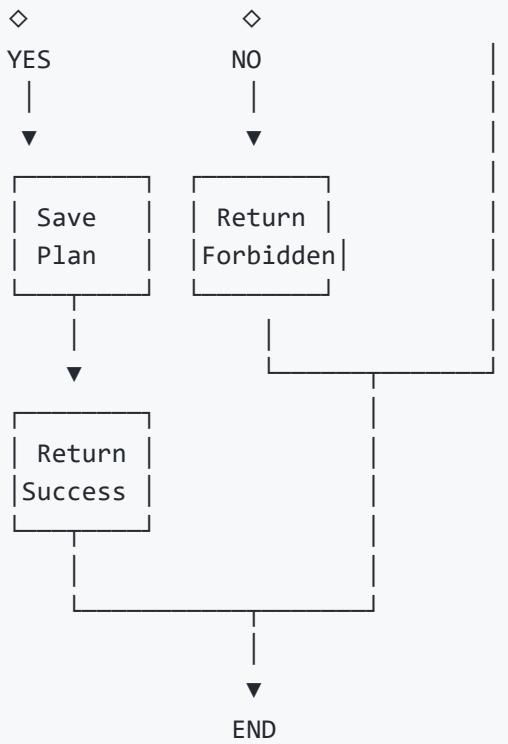 YES NO
Save Return
Plan Forbidden
Return
Success
END